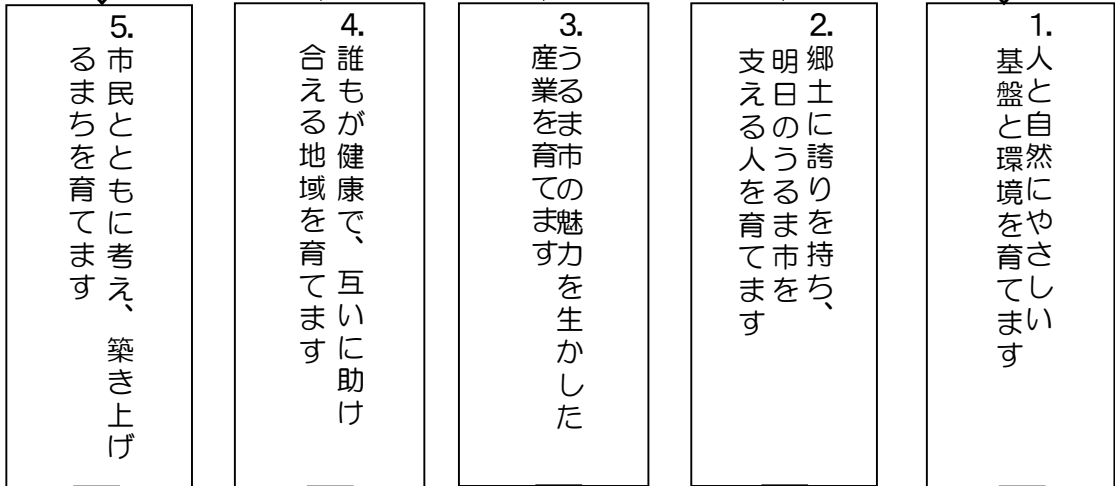 1.
人と自然にやさしい
基盤と環境を育てます
2.
郷土に誇りを持ち、
明日のうるま市を
支える人を育てます
3.
うるま市の魅力を生かした
産業を育てます
4.
誰もが健康で、互いに助け
合える地域を育てます
5.
市民とともに考え、築き上げ
るまちを育てます